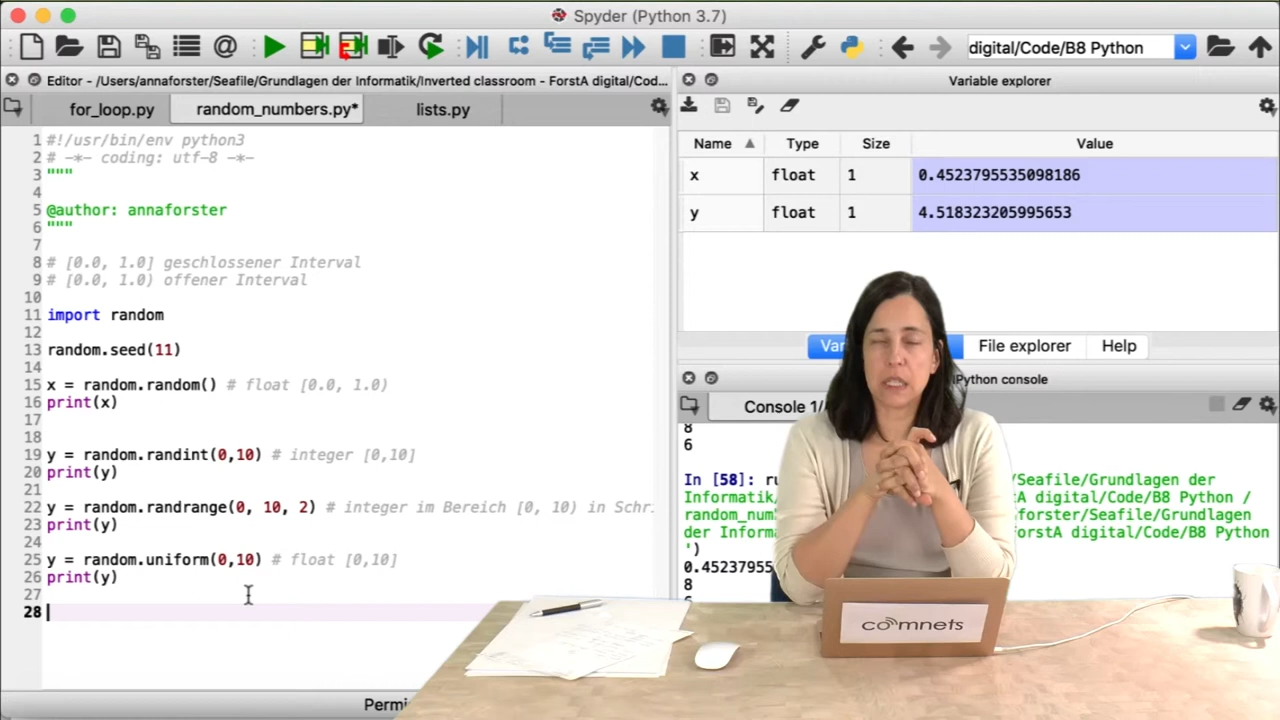 Spyder (Python 3.7)
digital/Code/B8 Python
Editor - /Users/annaforster/Seafile/Grundlagen der Informatik/Inverted classroom - ForstA digital/Cod...
for_loop.py
random_numbers.py*
lists.py
1 #!/usr/bin/env python3
2 # -*- coding: utf-8 -*-
3 """
4
5 @author: annaforster
6 """
7
8 # [0.0, 1.0] geschlossener Interval
9 # [0.0, 1.0) offener Interval
10
11 import random
12
13 random.seed(11)
14
15 x = random.random() # float [0.0, 1.0)
16 print(x)
17
18
19 y = random.randint(0,10) # integer [0,10]
20 print(y)
21
22 y = random.randrange(0, 10, 2) # integer im Bereich [0, 10) in Schri
23 print(y)
24
25 y = random.uniform(0,10) # float [0,10]
26 print(y)
27
28
Permi
Variable explorer
Name Type Size Value
x float 1 0.4523795535098186
y float 1 4.518323205995653
File explorer
Help
IPython console
Console 1/
8
6
In [58]: ru /Seafile/Grundlagen der
Informatik/ stA digital/Code/B8 Python /
random_num forster/Seafile/Grundlagen
der Informa ForstA digital/Code/B8 Python
')
0.45237955
8
comnets